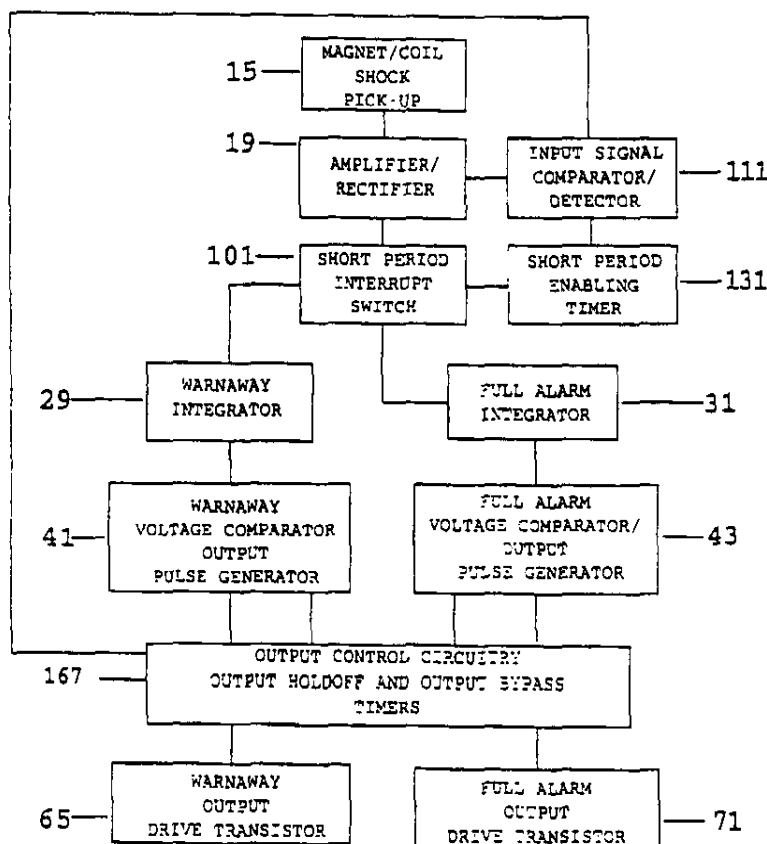 15
MAGNET/COIL
SHOCK
PICK-UP
19
AMPLIFIER/
RECTIFIER
INPUT SIGNAL
COMPARATOR/
DETECTOR
111
101
SHORT PERIOD
INTERRUPT
SWITCH
SHORT PERIOD
ENABLING
TIMER
131
29
WARNAWAY
INTEGRATOR
FULL ALARM
INTEGRATOR
31
41
WARNAWAY
VOLTAGE COMPARATOR
OUTPUT
PULSE GENERATOR
FULL ALARM
VOLTAGE COMPARATOR/
OUTPUT
PULSE GENERATOR
43
167
OUTPUT CONTROL CIRCUITRY
OUTPUT HOLDOFF AND OUTPUT BYPASS
TIMERS
65
WARNAWAY
OUTPUT
DRIVE TRANSISTOR
FULL ALARM
OUTPUT
DRIVE TRANSISTOR
71